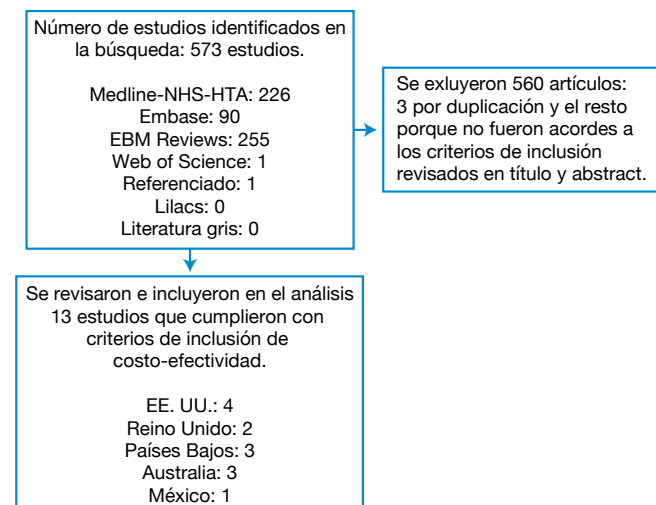 Número de estudios identificados en
la búsqueda: 573 estudios.
Medline-NHS-HTA: 226
Embase: 90
EBM Reviews: 255
Web of Science: 1
Referenciado: 1
Lilacs: 0
Literatura gris: 0
Se exluyeron 560 artículos:
3 por duplicación y el resto
porque no fueron acordes a
los criterios de inclusión
revisados en título y abstract.
Se revisaron e incluyeron en el análisis
13 estudios que cumplieron con
criterios de inclusión de
costo-efectividad.
EE. UU.: 4
Reino Unido: 2
Países Bajos: 3
Australia: 3
México: 1